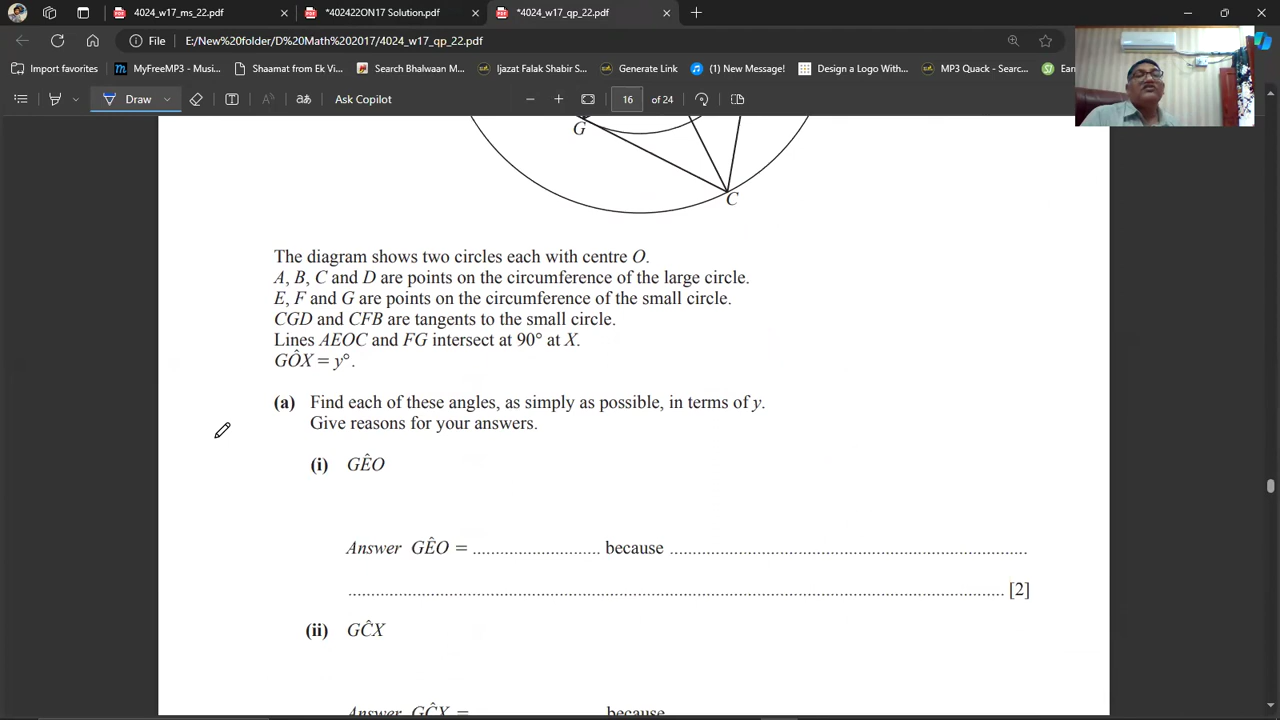 4024_w17_ms_22.pdf
*402422ON17 Solution.pdf
*4024_w17_qp_22.pdf
File
E:/New%20folder/D%20Math%202017/4024_w17_qp_22.pdf
Import favorites
MyFreeMP3 - Musi...
Shaamat from Ek Vi...
Search Bhalwaan M...
Ijazat Falak Shabir S...
Generate Link
(1) New Message!
Design a Logo With...
MP3 Quack - Searc...
Ear
Draw
Ask Copilot
16 of 24
G
C
The diagram shows two circles each with centre O.
A, B, C and D are points on the circumference of the large circle.
E, F and G are points on the circumference of the small circle.
CGD and CFB are tangents to the small circle.
Lines AEOC and FG intersect at 90° at X.
GÔX = y°.
(a) Find each of these angles, as simply as possible, in terms of y.
Give reasons for your answers.
(i) GÊO
Answer GÊO = ............................ because ....................................................................................
.................................................................................................................................................... [2]
(ii) GĈX
Answer GĈX = because